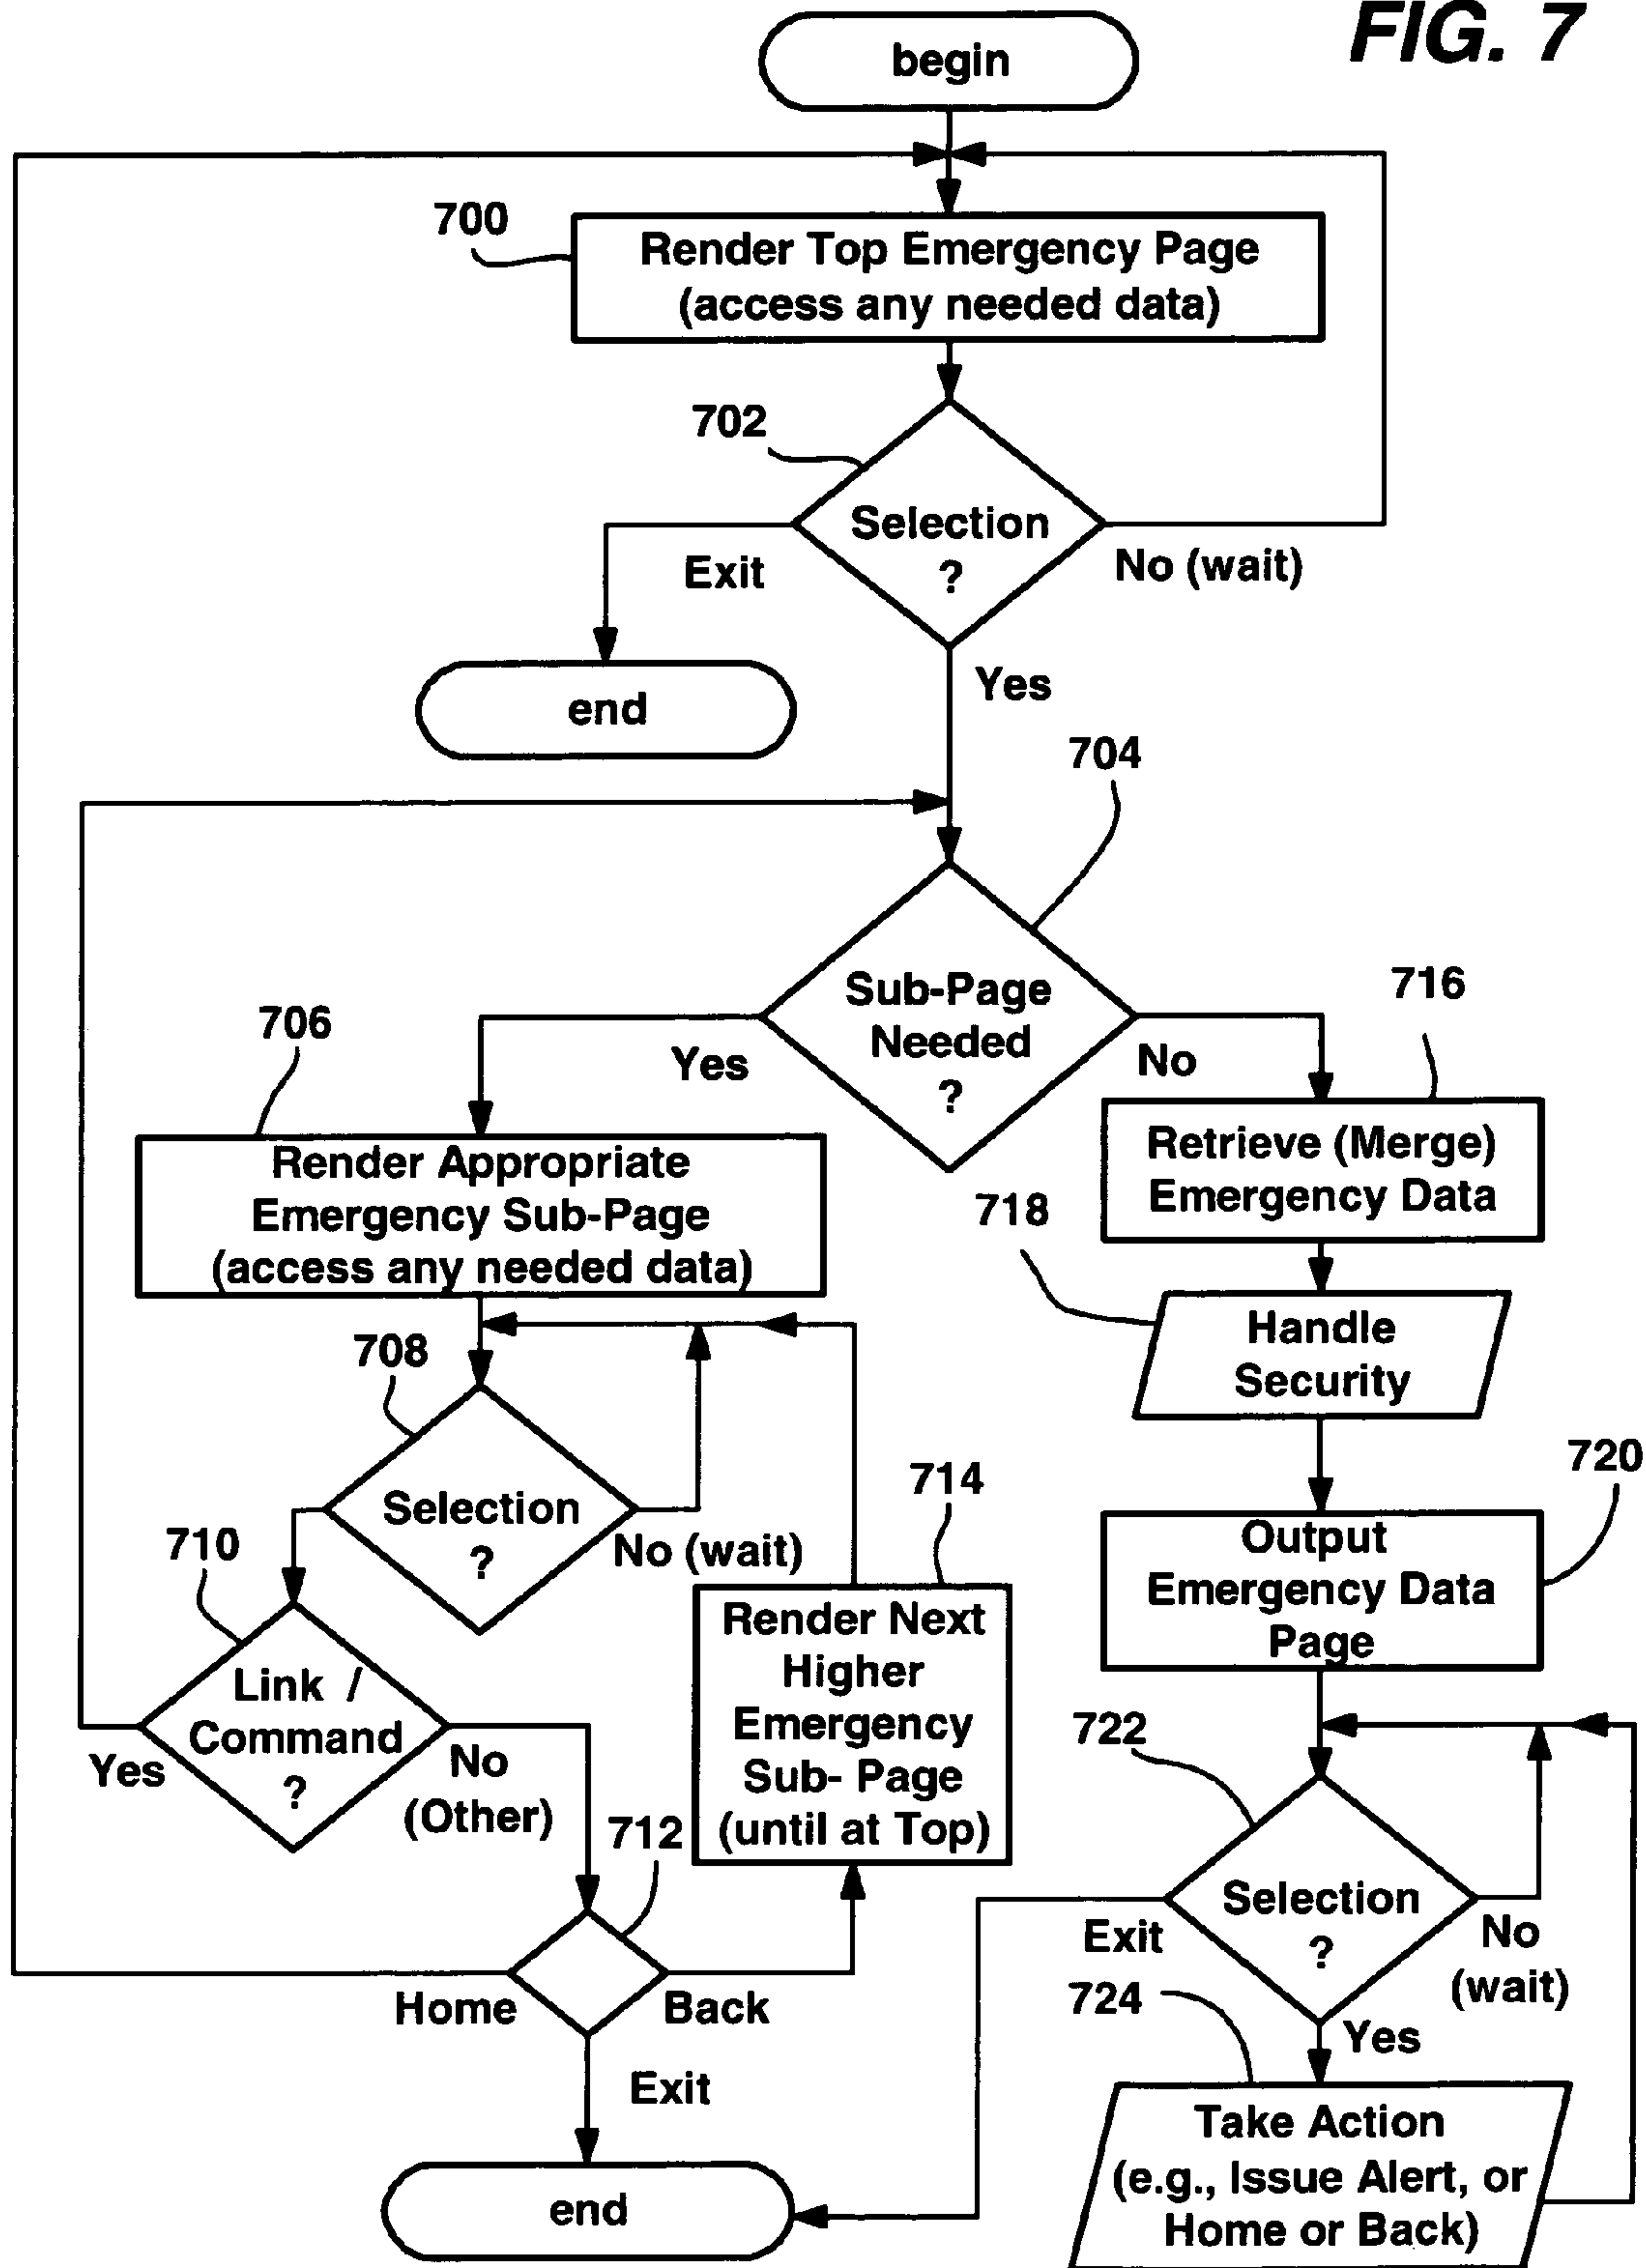 FIG. 7
begin
700
Render Top Emergency Page
(access any needed data)
702
Selection
?
Exit
No (wait)
end
Yes
704
Sub-Page
Needed
?
Yes
No
706
Render Appropriate
Emergency Sub-Page
(access any needed data)
716
Retrieve (Merge)
Emergency Data
718
Handle
Security
708
Selection
?
No (wait)
710
Link /
Command
?
Yes
No
(Other)
712
714
Render Next
Higher
Emergency
Sub- Page
(until at Top)
720
Output
Emergency Data
Page
722
Selection
?
Exit
No
(wait)
Yes
Home
Back
Exit
end
724
Take Action
(e.g., Issue Alert, or
Home or Back)